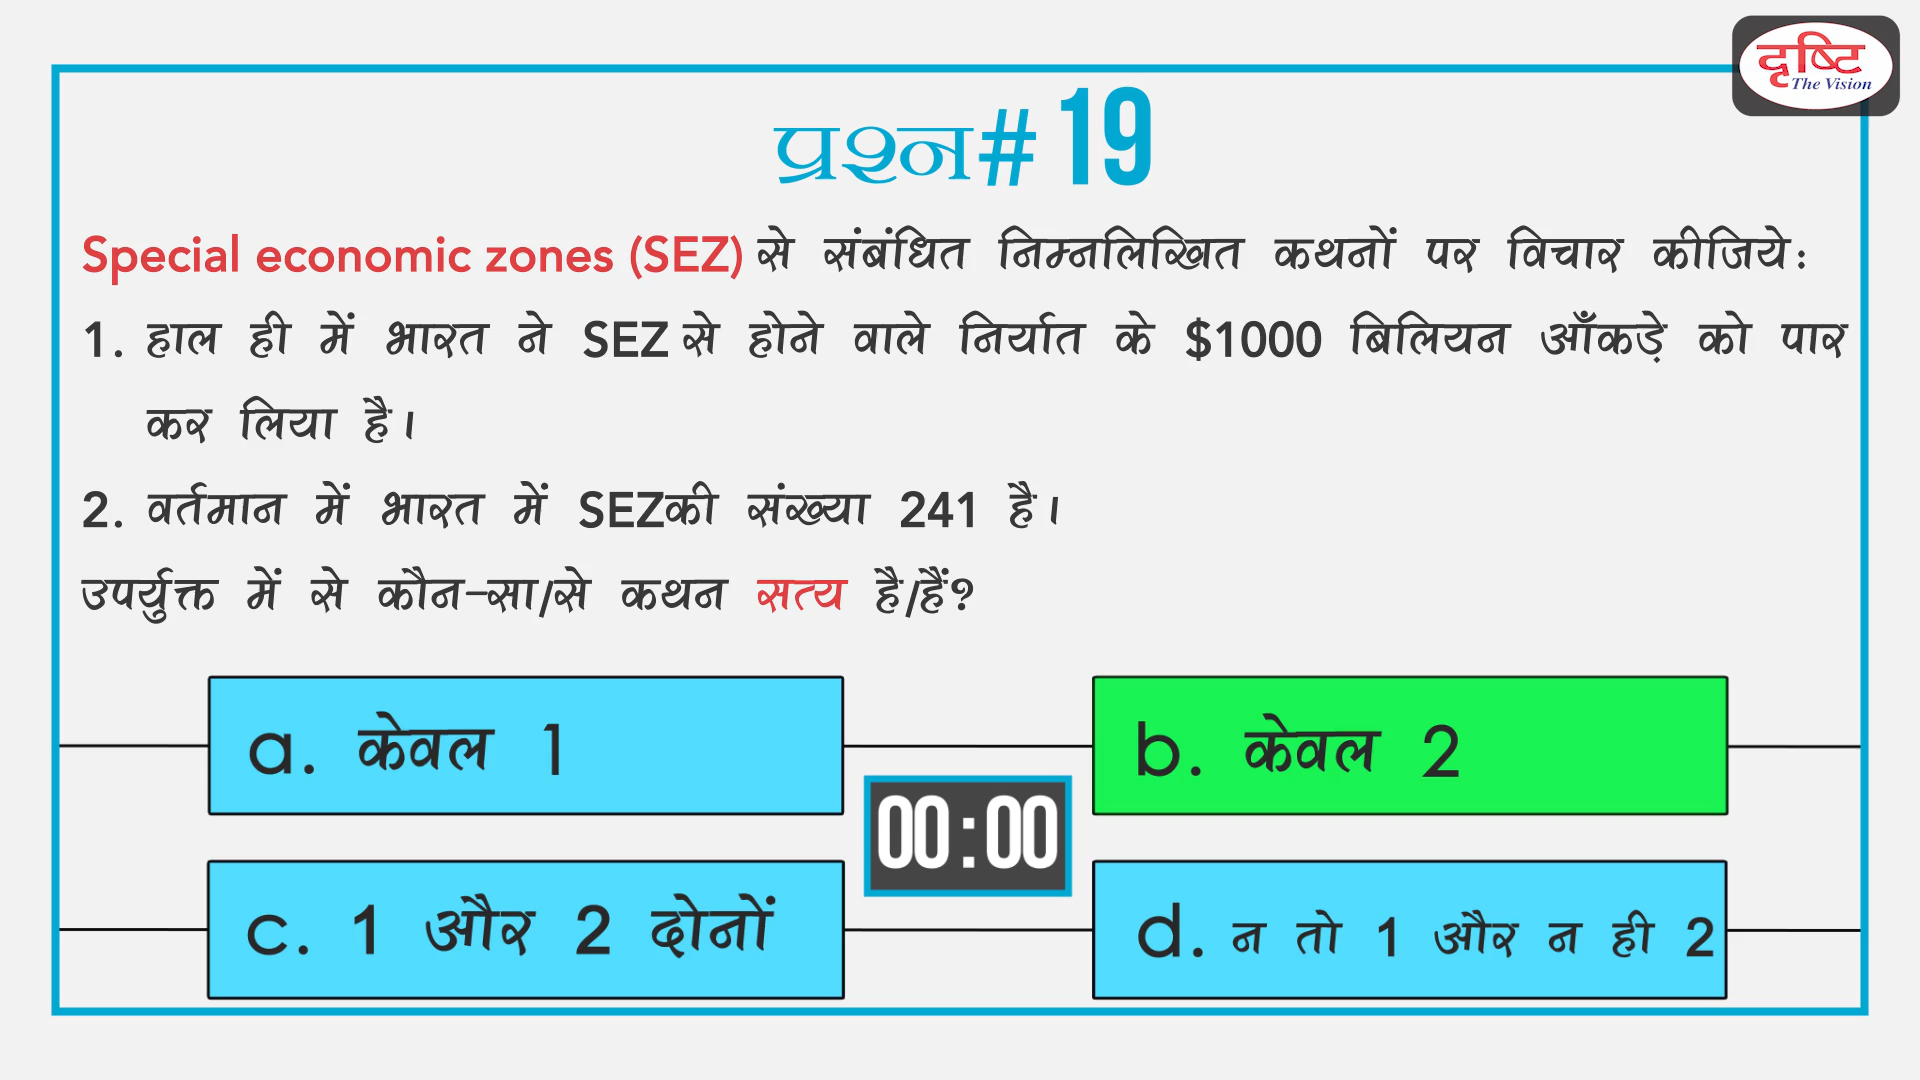 दृष्टि
The Vision
प्रश्न# 19
Special economic zones (SEZ) से संबंधित निम्नलिखित कथनों पर विचार कीजिये:
1. हाल ही में भारत ने SEZ से होने वाले निर्यात के $1000 बिलियन आँकड़े को पार
कर लिया है।
2. वर्तमान में भारत में SEZकी संख्या 241 है।
उपर्युक्त में से कौन-सा/से कथन सत्य है/हैं?
a. केवल 1
b. केवल 2
00:00
c. 1 और 2 दोनों
d. न तो 1 और न ही 2